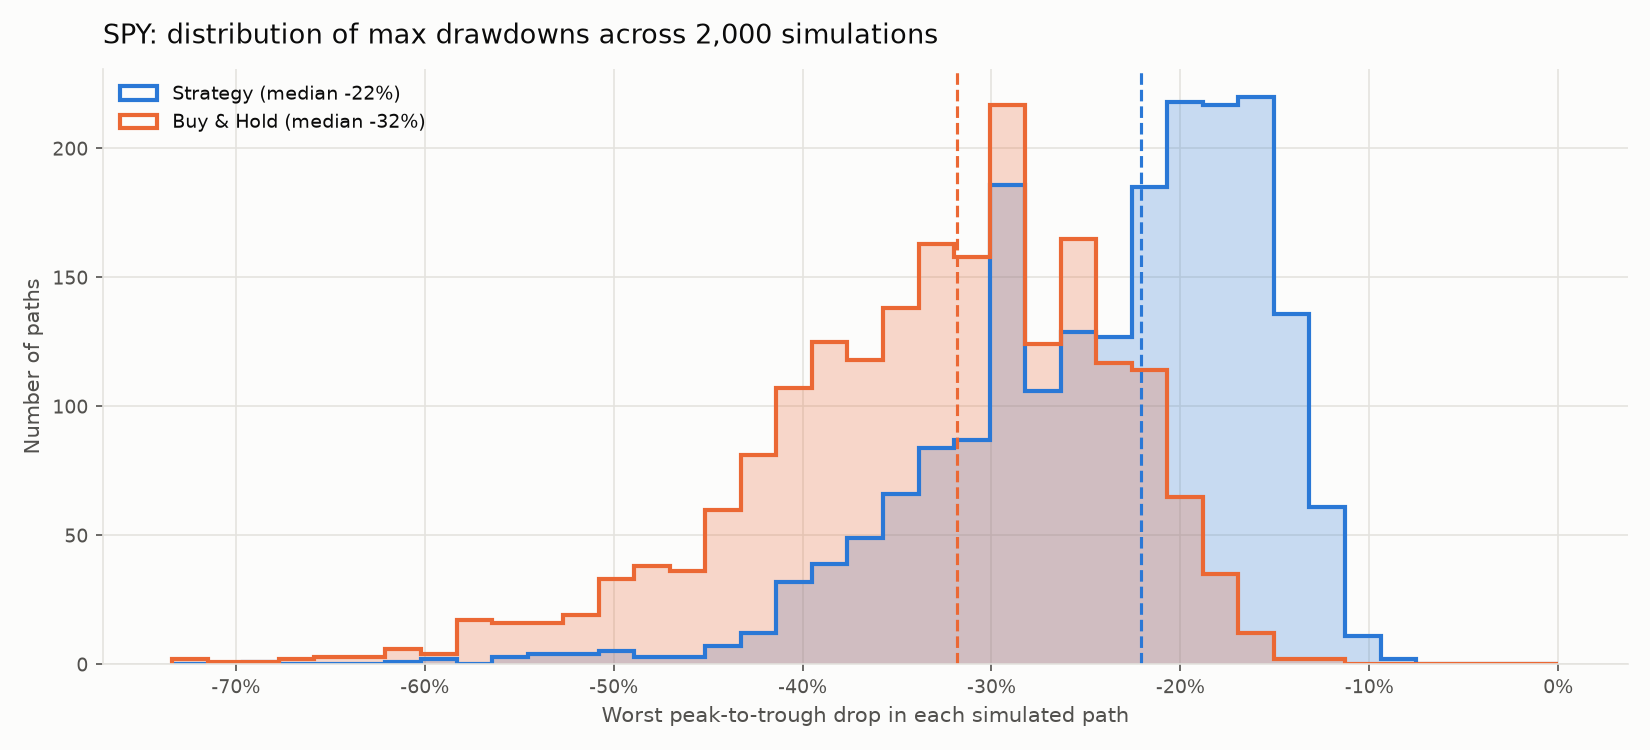 SPY: distribution of max drawdowns across 2,000 simulations
Strategy (median -22%)
Buy & Hold (median -32%)
Number of paths
200
150
100
50
0
-70%
-60%
-50%
-40%
-30%
-20%
-10%
0%
Worst peak-to-trough drop in each simulated path